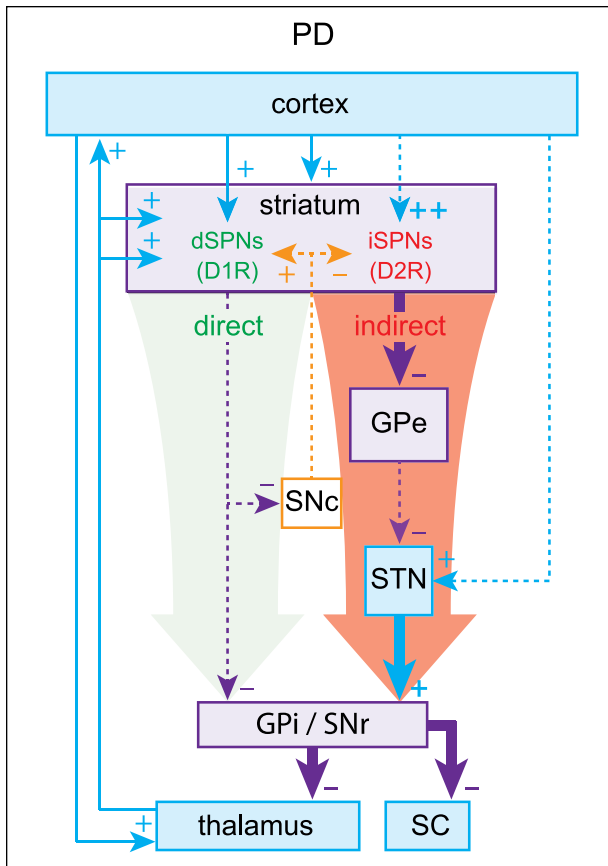 PD
cortex
+
+
+
++
striatum
+
+
dSPNs
(D1R)
iSPNs
(D2R)
+
−
direct
indirect
−
GPe
−
SNc
−
+
STN
+
−
GPi / SNr
−
−
+
thalamus
SC